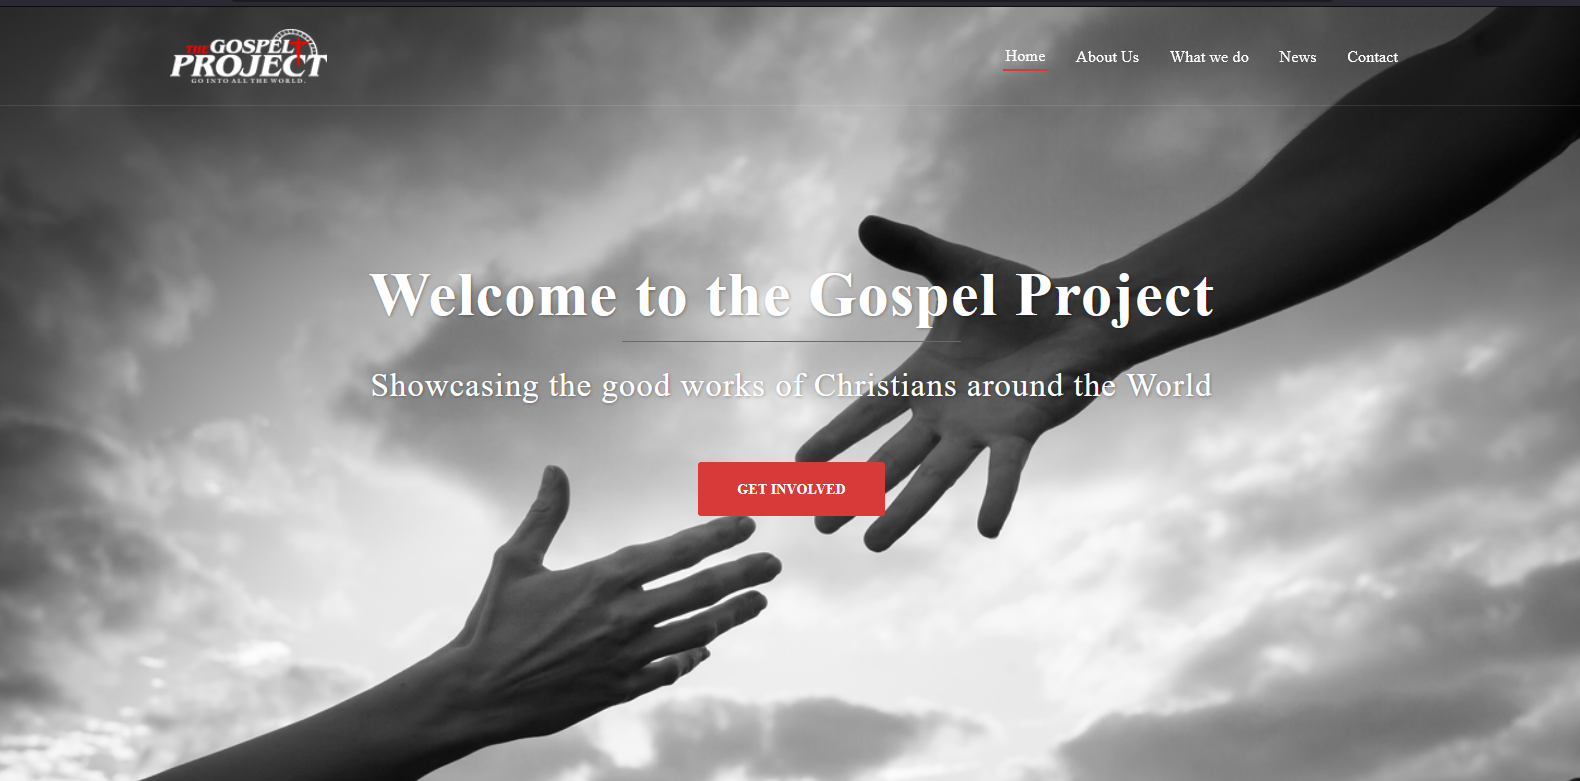 THE GOSPEL
PROJECT
GO INTO ALL THE WORLD.
Home About Us What we do News Contact
Welcome to the Gospel Project
Showcasing the good works of Christians around the World
GET INVOLVED